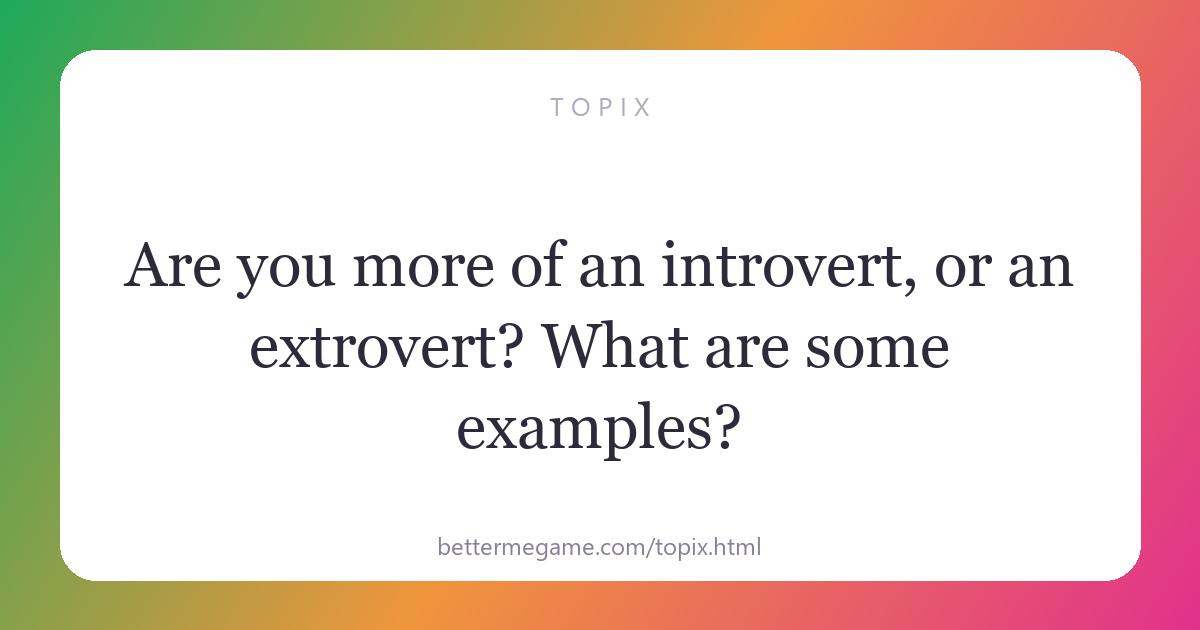 TOPIX
Are you more of an introvert, or an
extrovert? What are some
examples?
bettermegame.com/topix.html